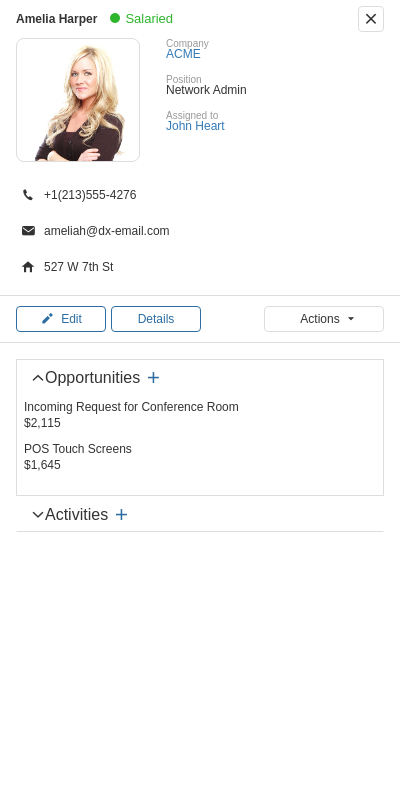 Amelia Harper
Salaried
Company
ACME
Position
Network Admin
Assigned to
John Heart
+1(213)555-4276
ameliah@dx-email.com
527 W 7th St
Edit
Details
Actions
Opportunities
Incoming Request for Conference Room
$2,115
POS Touch Screens
$1,645
Activities